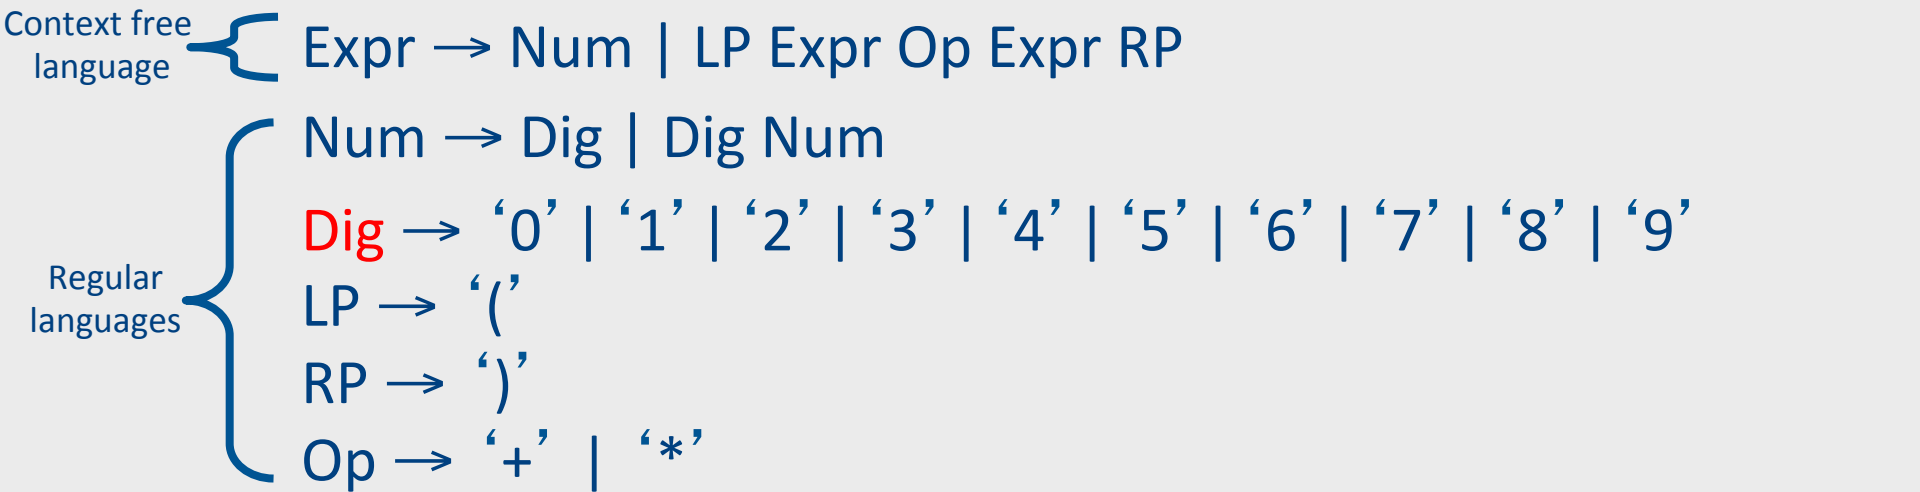 Context free
language
Expr → Num | LP Expr Op Expr RP
Num → Dig | Dig Num
Dig → ‘0’ | ‘1’ | ‘2’ | ‘3’ | ‘4’ | ‘5’ | ‘6’ | ‘7’ | ‘8’ | ‘9’
Regular
languages
LP → ‘(’
RP → ‘)’
Op → ‘+’ | ‘*’